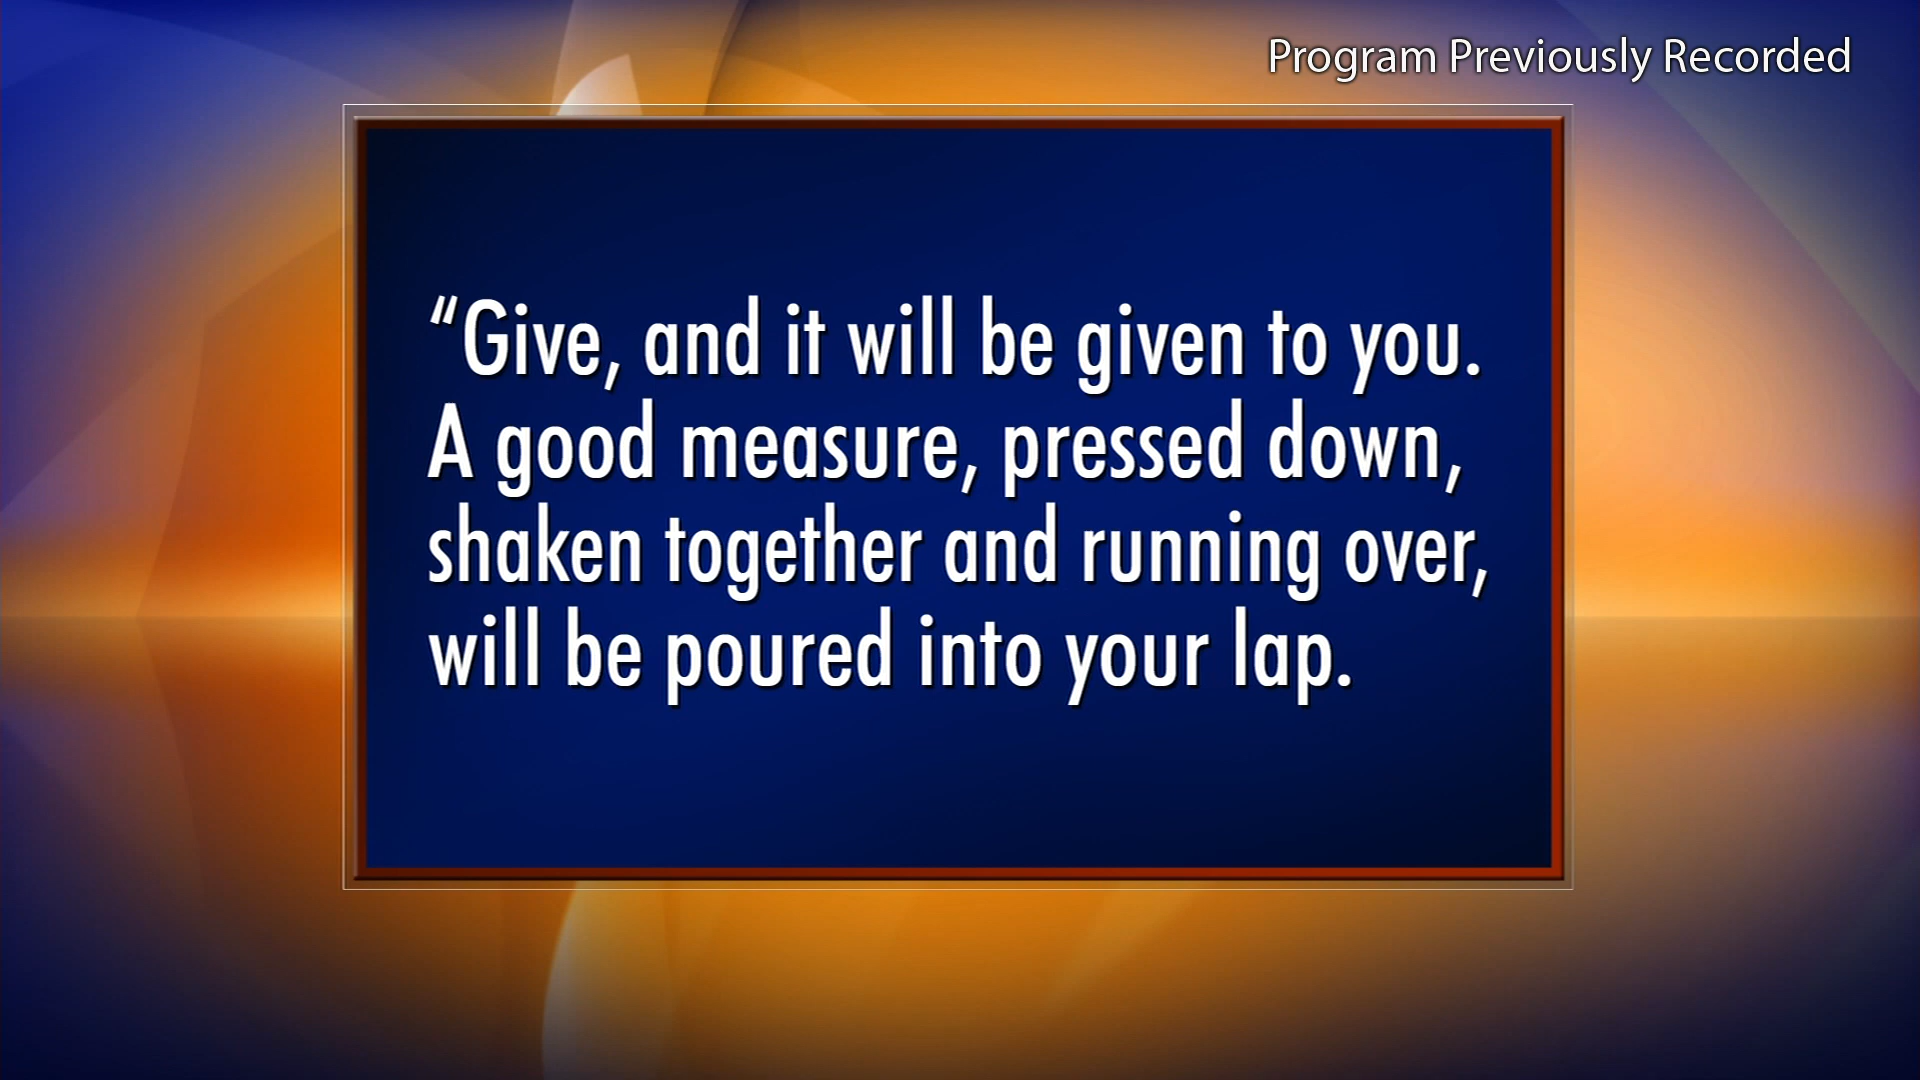 Program Previously Recorded
“Give, and it will be given to you.
A good measure, pressed down,
shaken together and running over,
will be poured into your lap.